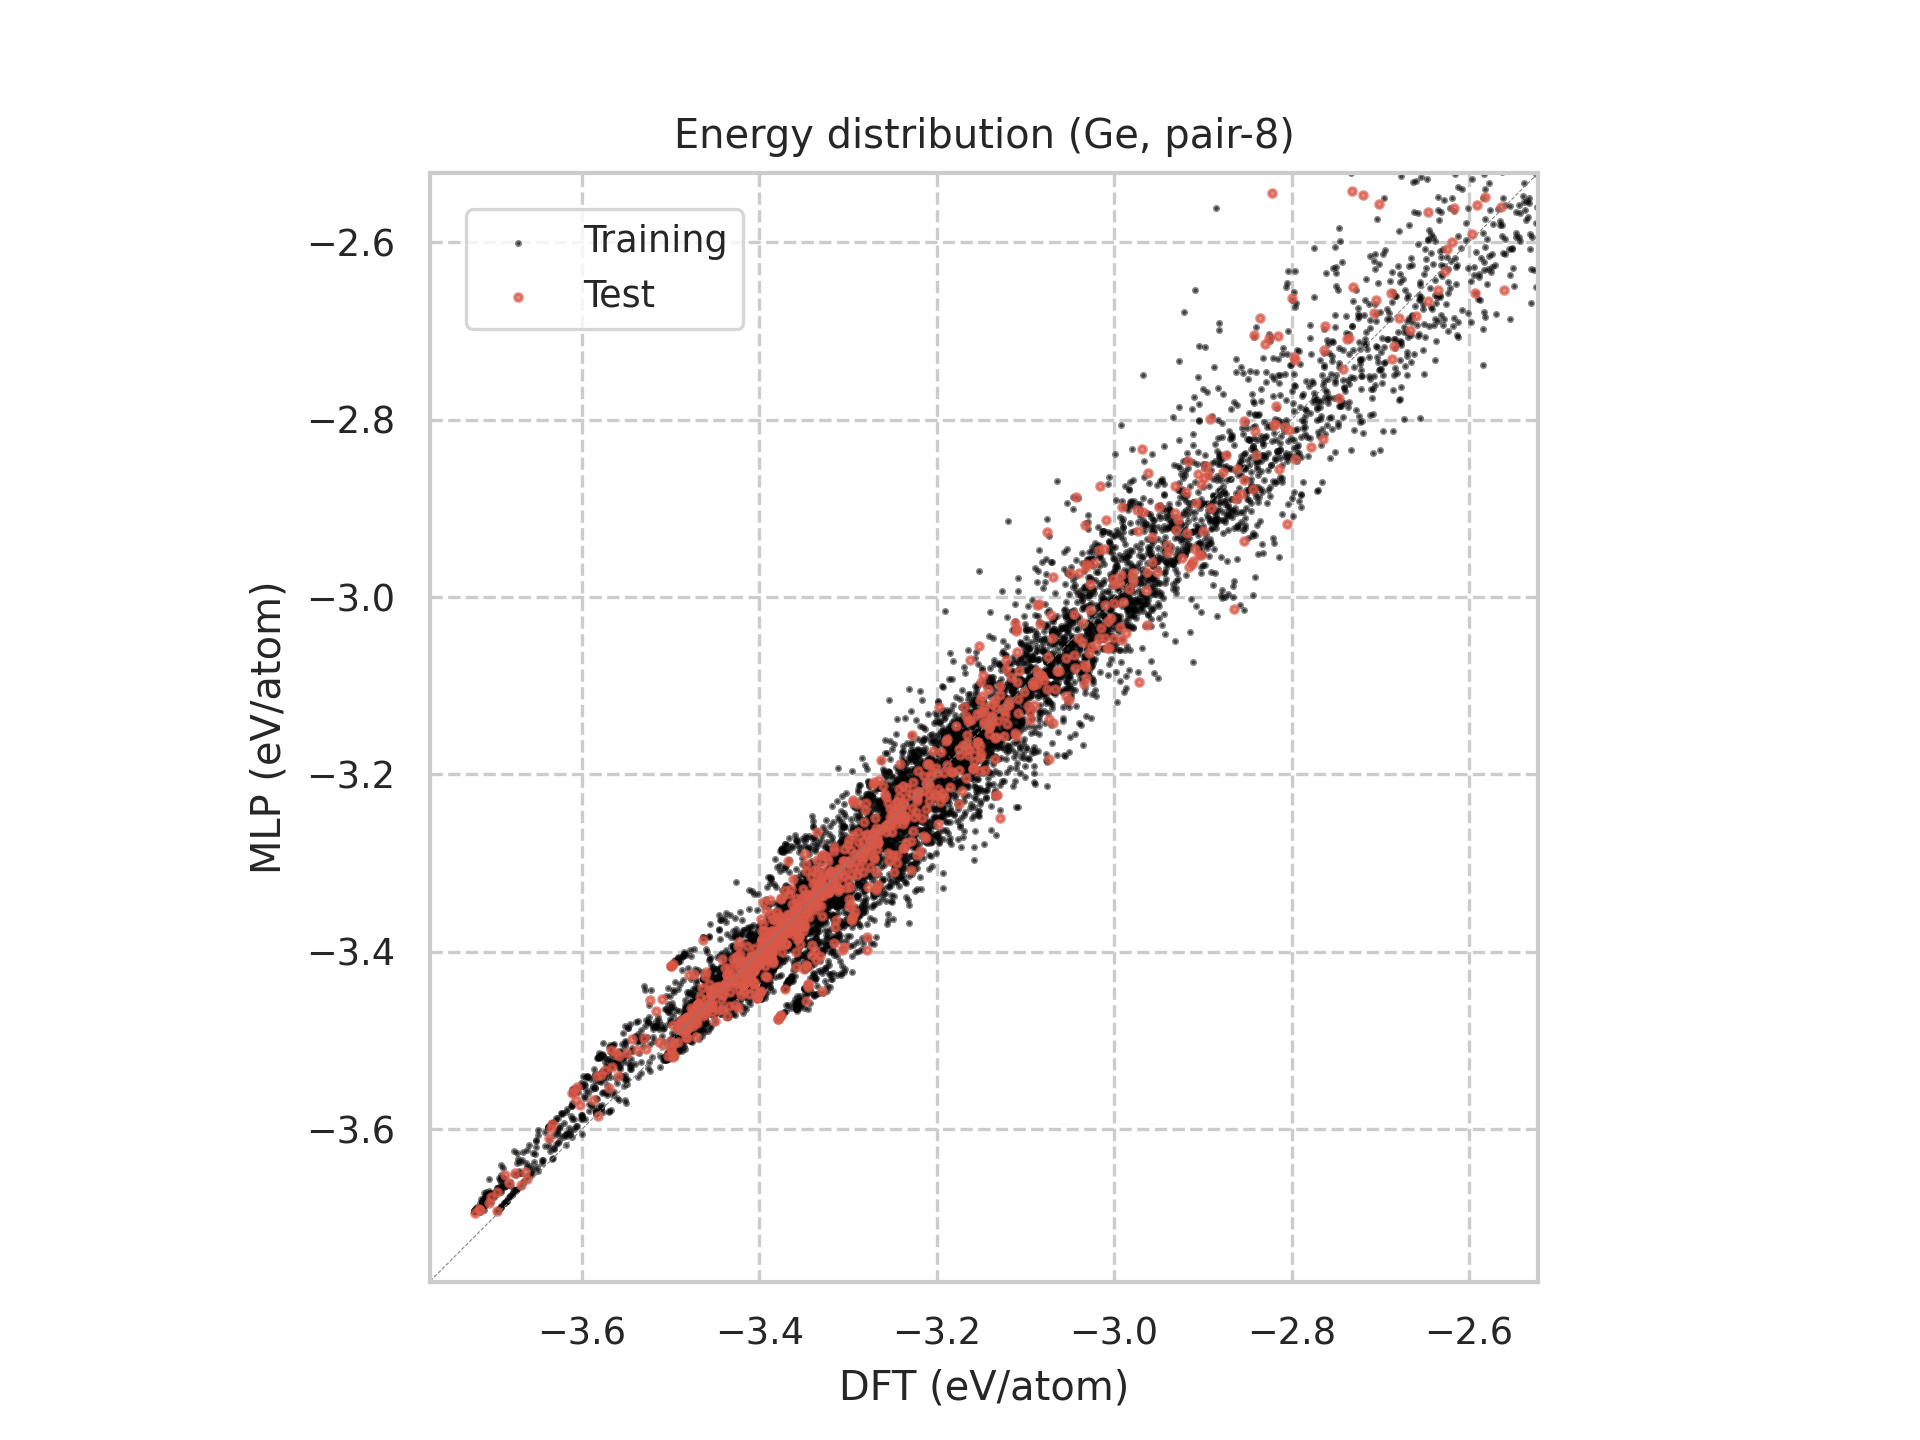 Energy distribution (Ge, pair-8)
Training
Test
−2.6
−2.8
−3.0
−3.2
−3.4
−3.6
MLP (eV/atom)
−3.6 −3.4 −3.2 −3.0 −2.8 −2.6
DFT (eV/atom)